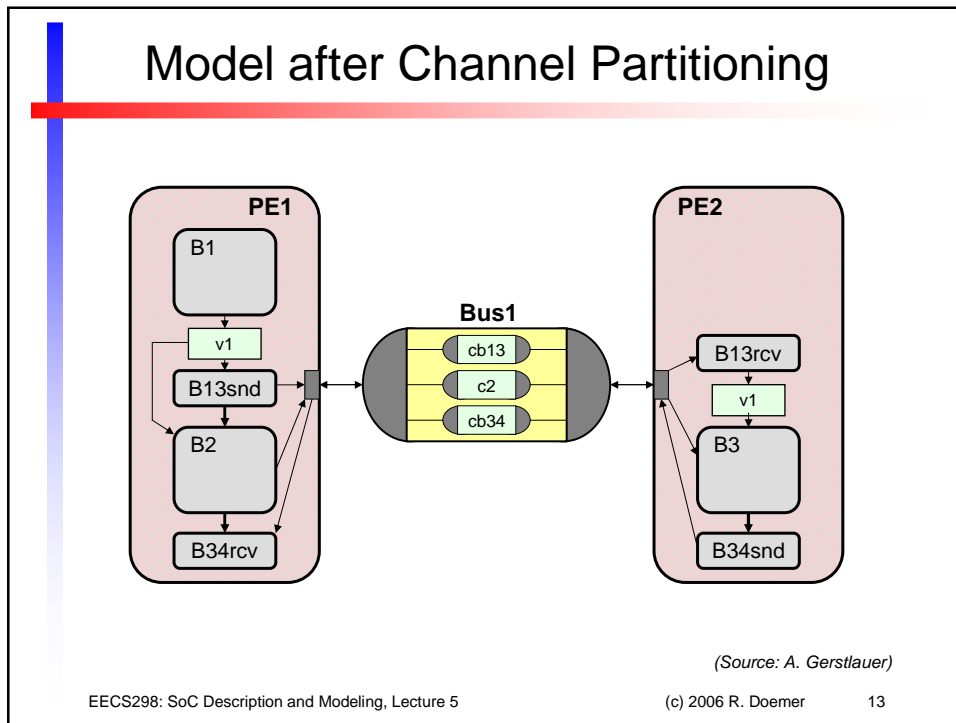 Model after Channel Partitioning
PE1
B1
v1
B13snd
B2
B34rcv
Bus1
cb13
c2
cb34
PE2
B13rcv
v1
B3
B34snd
(Source: A. Gerstlauer)
EECS298: SoC Description and Modeling, Lecture 5 (c) 2006 R. Doemer 13